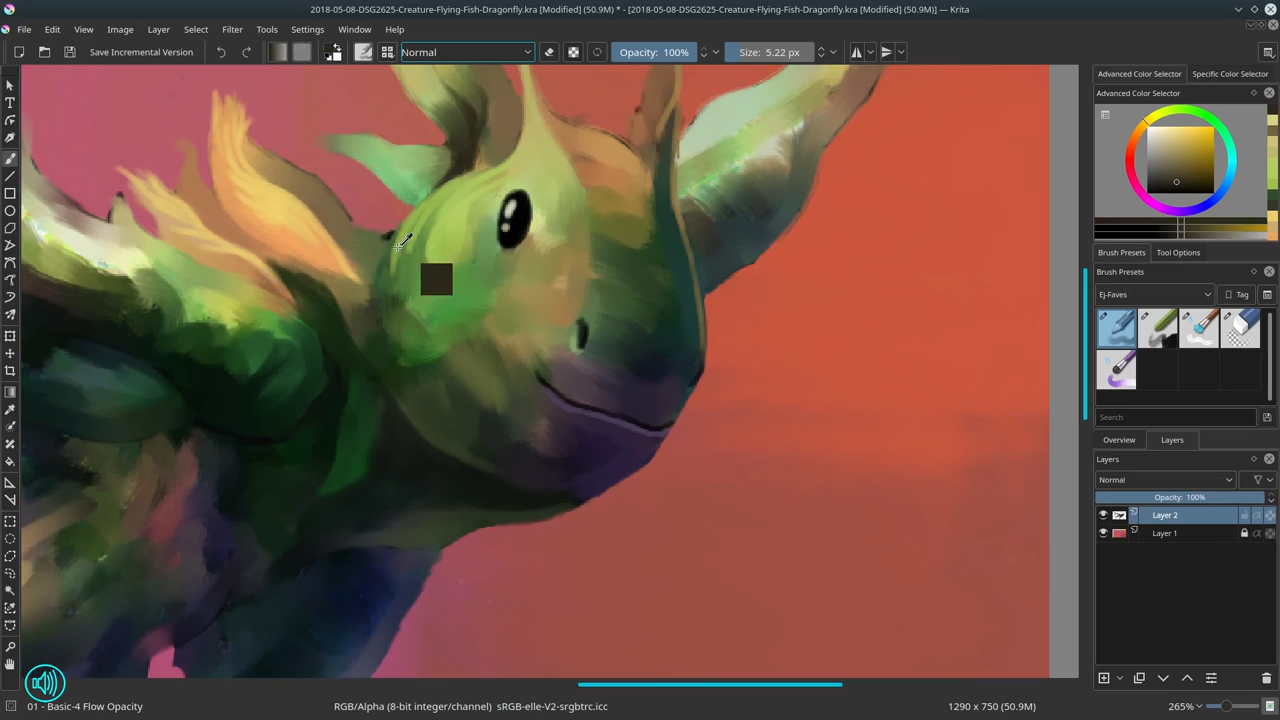 2018-05-08-DSG2625-Creature-Flying-Fish-Dragonfly.kra [Modified] (50.9M) * - [2018-05-08-DSG2625-Creature-Flying-Fish-Dragonfly.kra [Modified] (50.9M)] — Krita
File Edit View Image Layer Select Filter Tools Settings Window Help
Save Incremental Version Normal Opacity: 100% Size: 5.22 px
Advanced Color Selector Specific Color Selector
Advanced Color Selector
Brush Presets Tool Options
Brush Presets
Ej-Faves Tag
Search
Overview Layers
Layers
Normal
Opacity: 100%
Layer 2
Layer 1
01 - Basic-4 Flow Opacity RGB/Alpha (8-bit integer/channel) sRGB-elle-V2-srgbtrc.icc 1290 x 750 (50.9M) 265%